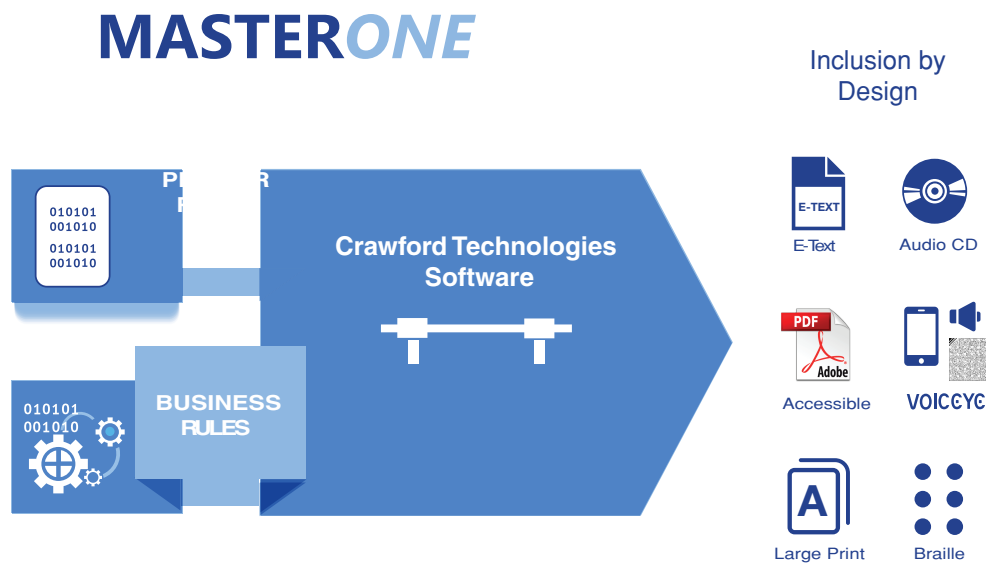 MASTERONE
Inclusion by
Design
010101
001010
010101
001010
Crawford Technologies
Software
BUSINESS
RULES
010101
001010
E-TEXT
E-Text
Audio CD
PDF
Adobe
Accessible
VOICEYE
A
Large Print
Braille